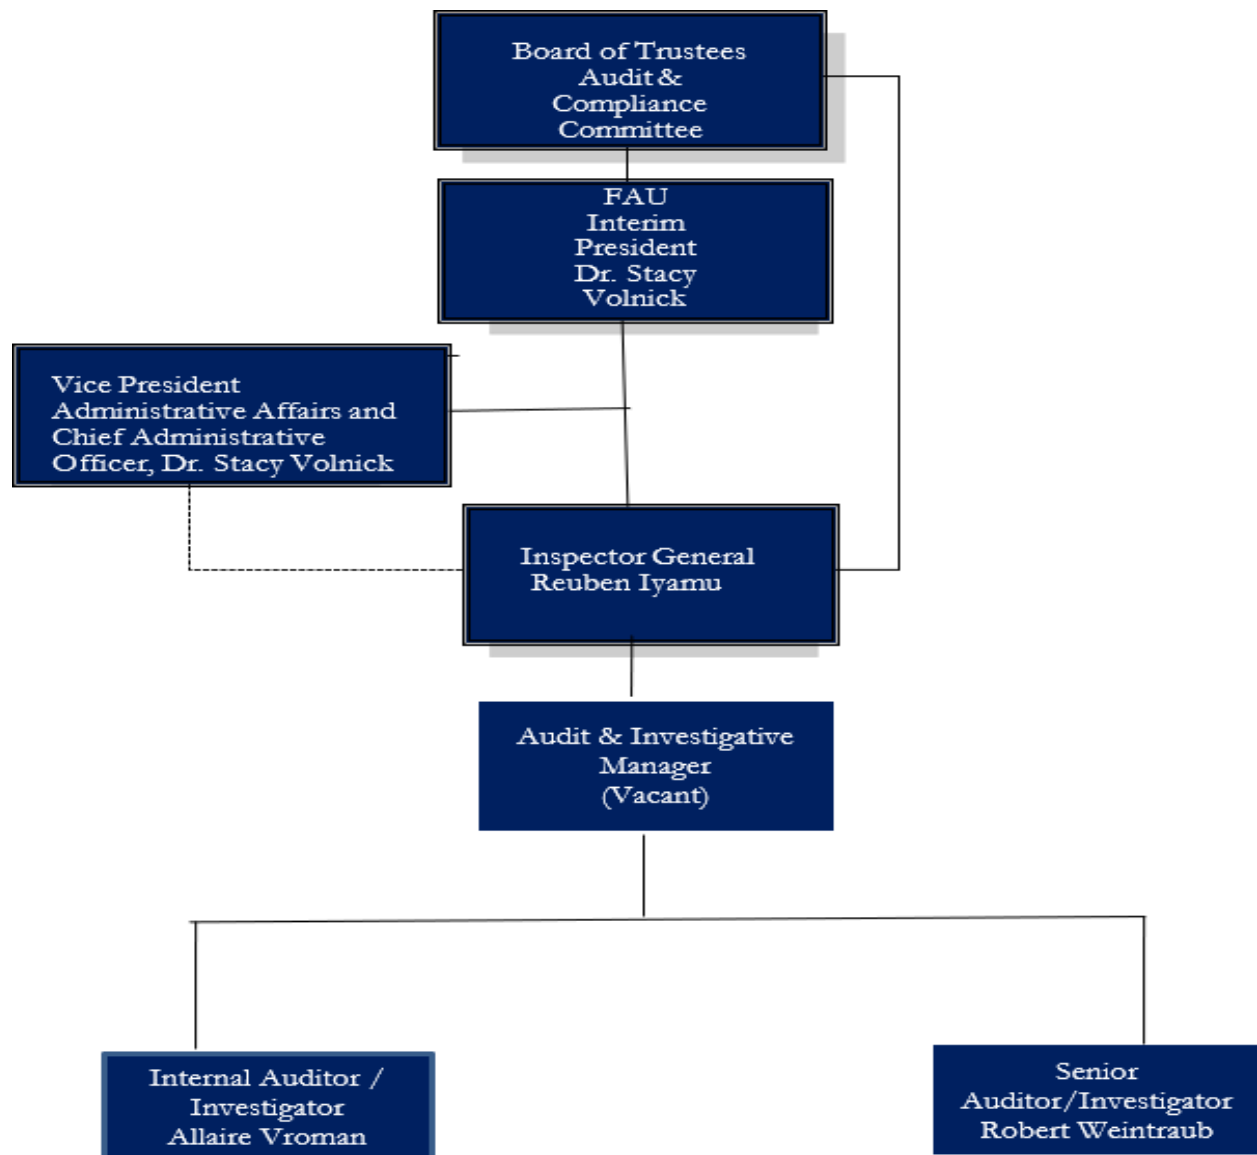 Board of Trustees
Audit &
Compliance
Committee
FAU
Interim
President
Dr. Stacy
Volnick
Vice President
Administrative Affairs and
Chief Administrative
Officer, Dr. Stacy Volnick
Inspector General
Reuben Iyamu
Audit & Investigative
Manager
(Vacant)
Internal Auditor /
Investigator
Allaire Vroman
Senior
Auditor/Investigator
Robert Weintraub